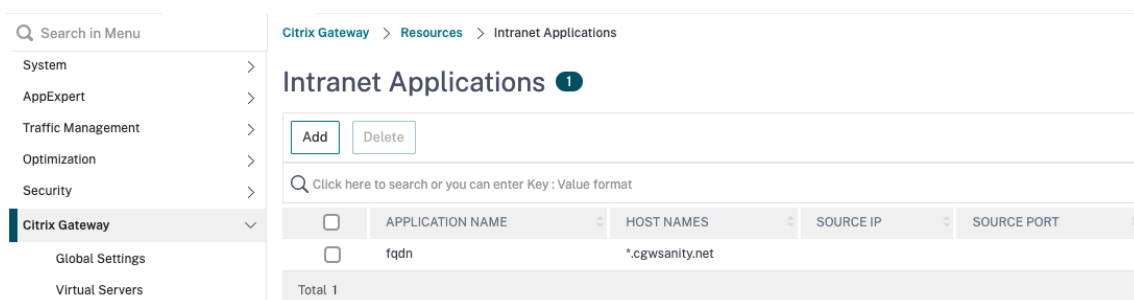 Search in Menu
System
AppExpert
Traffic Management
Optimization
Security
Citrix Gateway
Global Settings
Virtual Servers
Citrix Gateway > Resources > Intranet Applications
Intranet Applications 1
Add Delete
Click here to search or you can enter Key : Value format
APPLICATION NAME HOST NAMES SOURCE IP SOURCE PORT
fqdn *.cgwsanity.net
Total 1